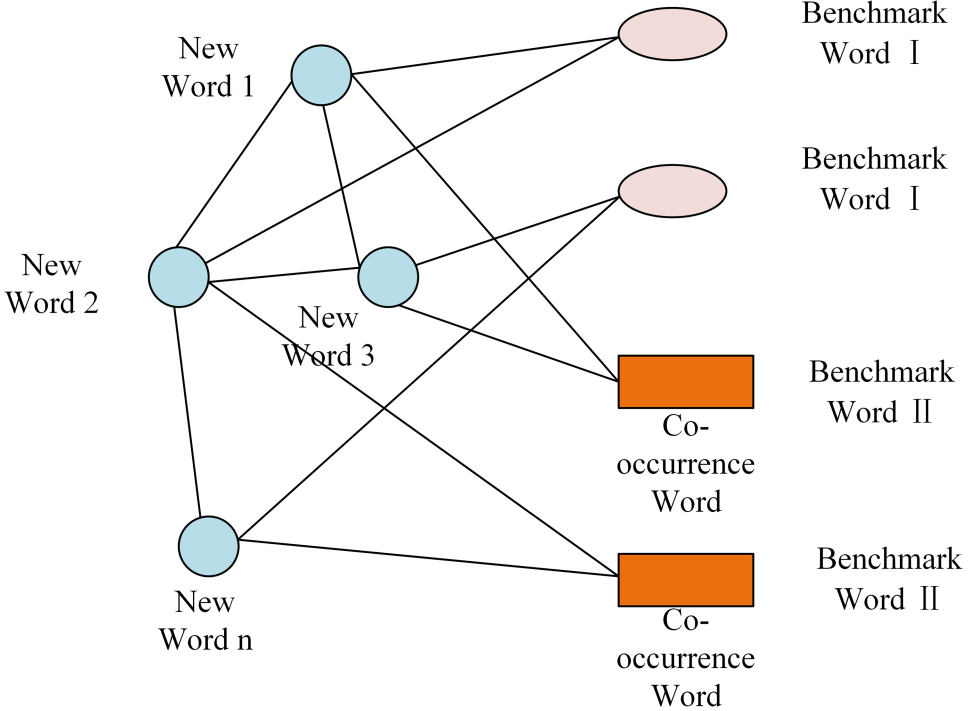 Benchmark
Word Ⅰ
New
Word 1
Benchmark
Word Ⅰ
New
Word 2
New
Word 3
Benchmark
Word Ⅱ
Co-
occurrence
Word
Benchmark
Word Ⅱ
New
Word n
Co-
occurrence
Word